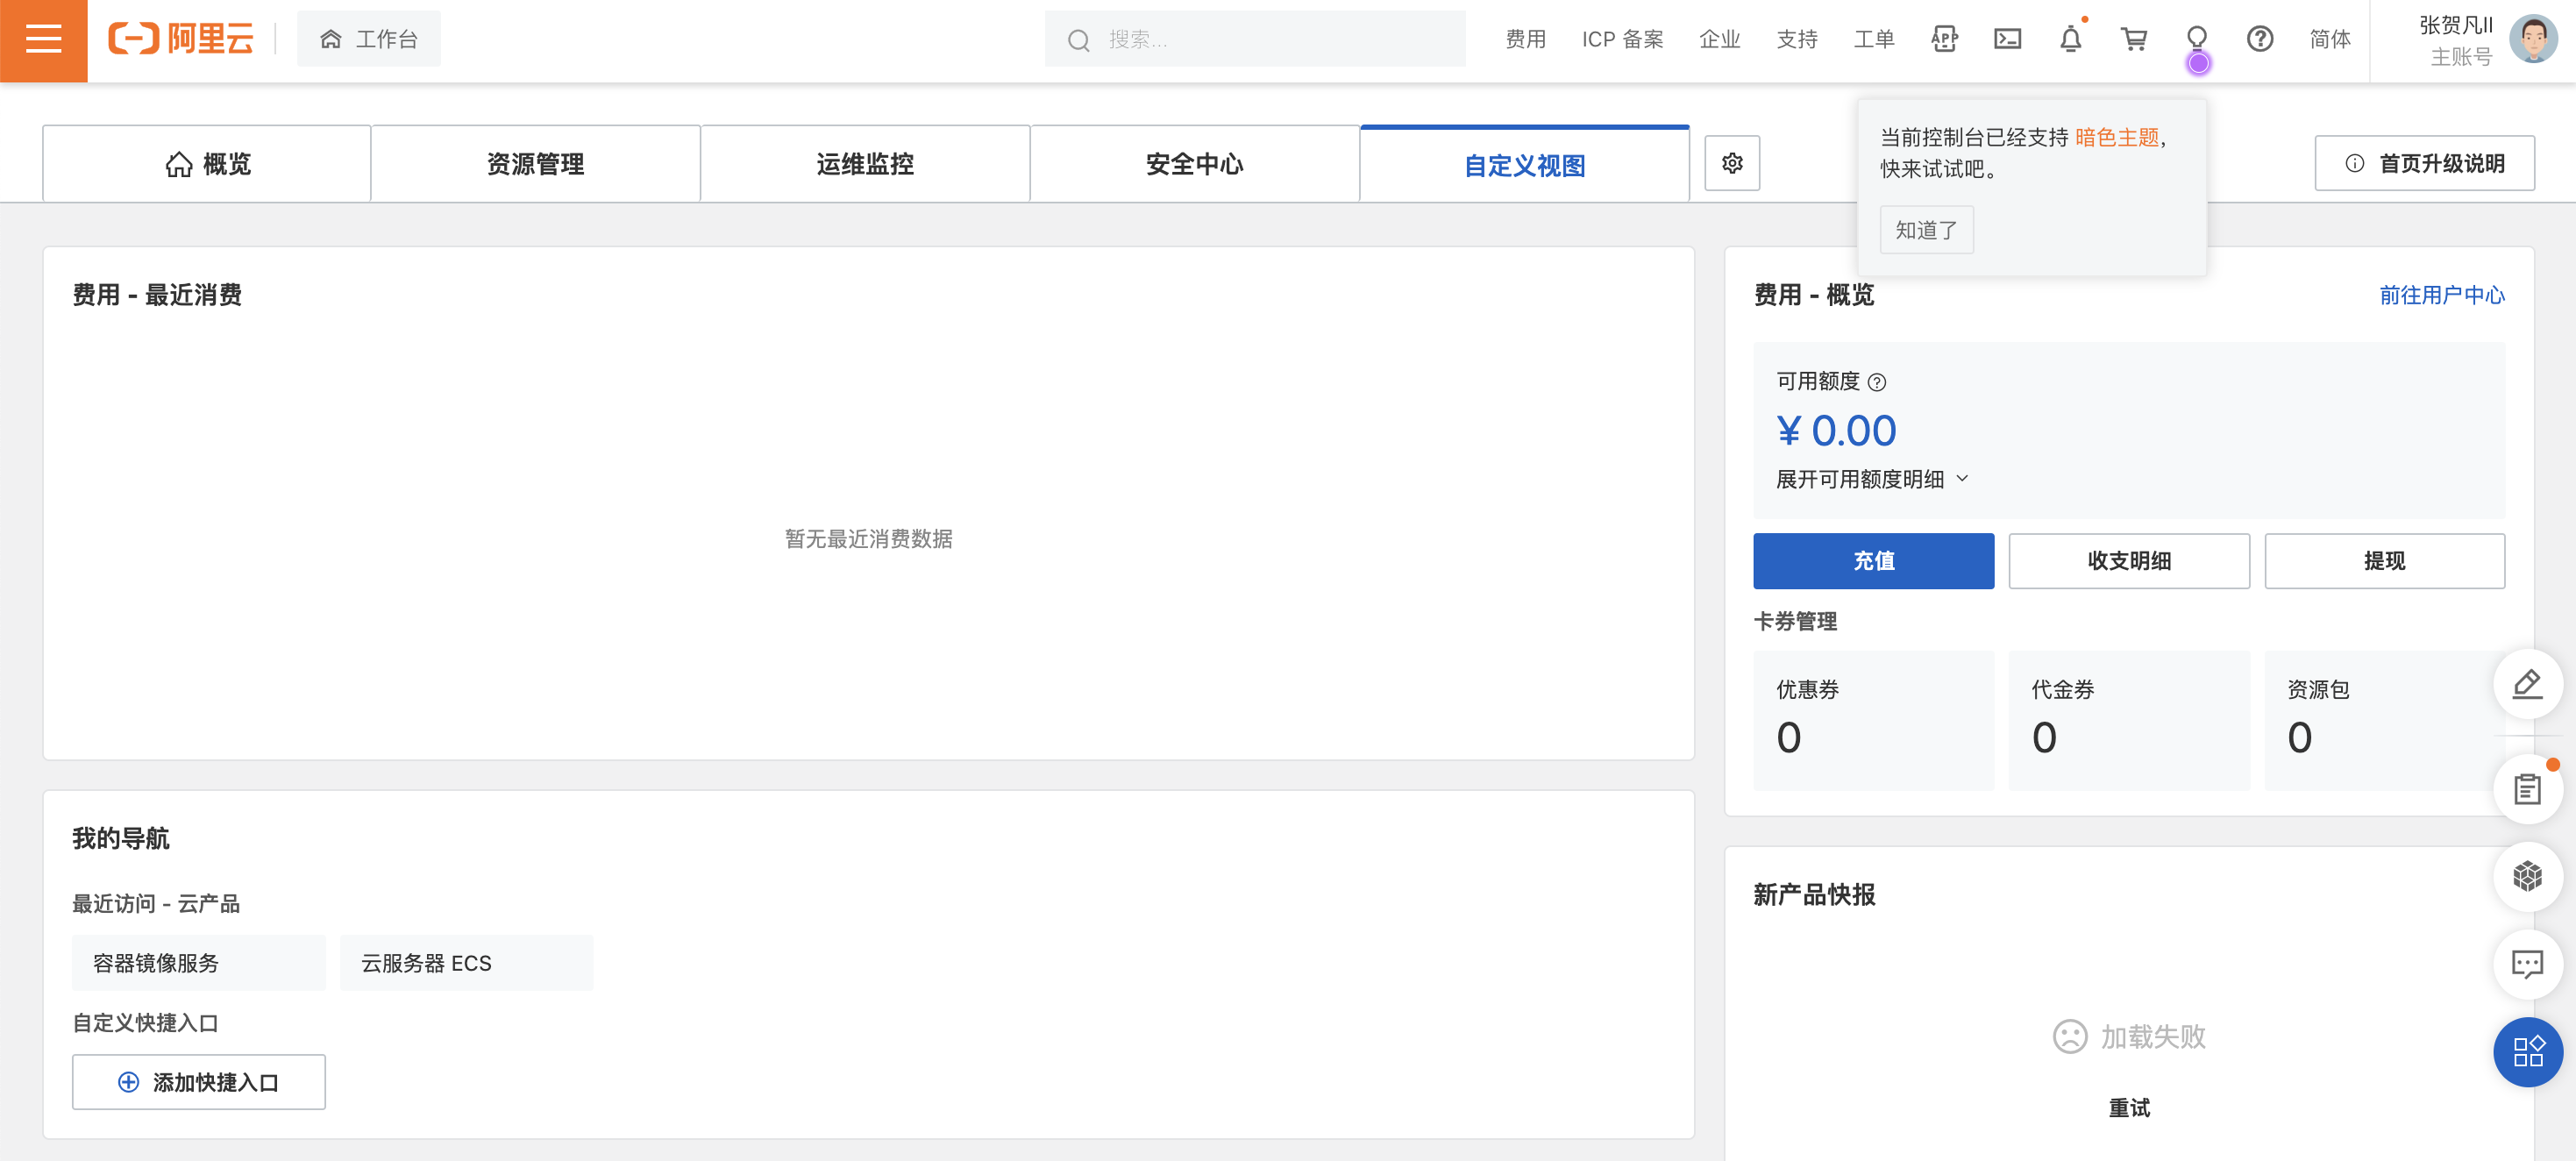 阿里云
工作台
搜索...
费用
ICP 备案
企业
支持
工单
APP
简体
张贺凡II
主账号
概览
资源管理
运维监控
安全中心
自定义视图
当前控制台已经支持 暗色主题,
快来试试吧。
知道了
首页升级说明
费用 - 最近消费
暂无最近消费数据
费用 - 概览
前往用户中心
可用额度
¥ 0.00
展开可用额度明细
充值
收支明细
提现
卡券管理
优惠券
代金券
资源包
0
0
0
我的导航
最近访问 - 云产品
容器镜像服务
云服务器 ECS
自定义快捷入口
添加快捷入口
新产品快报
加载失败
重试